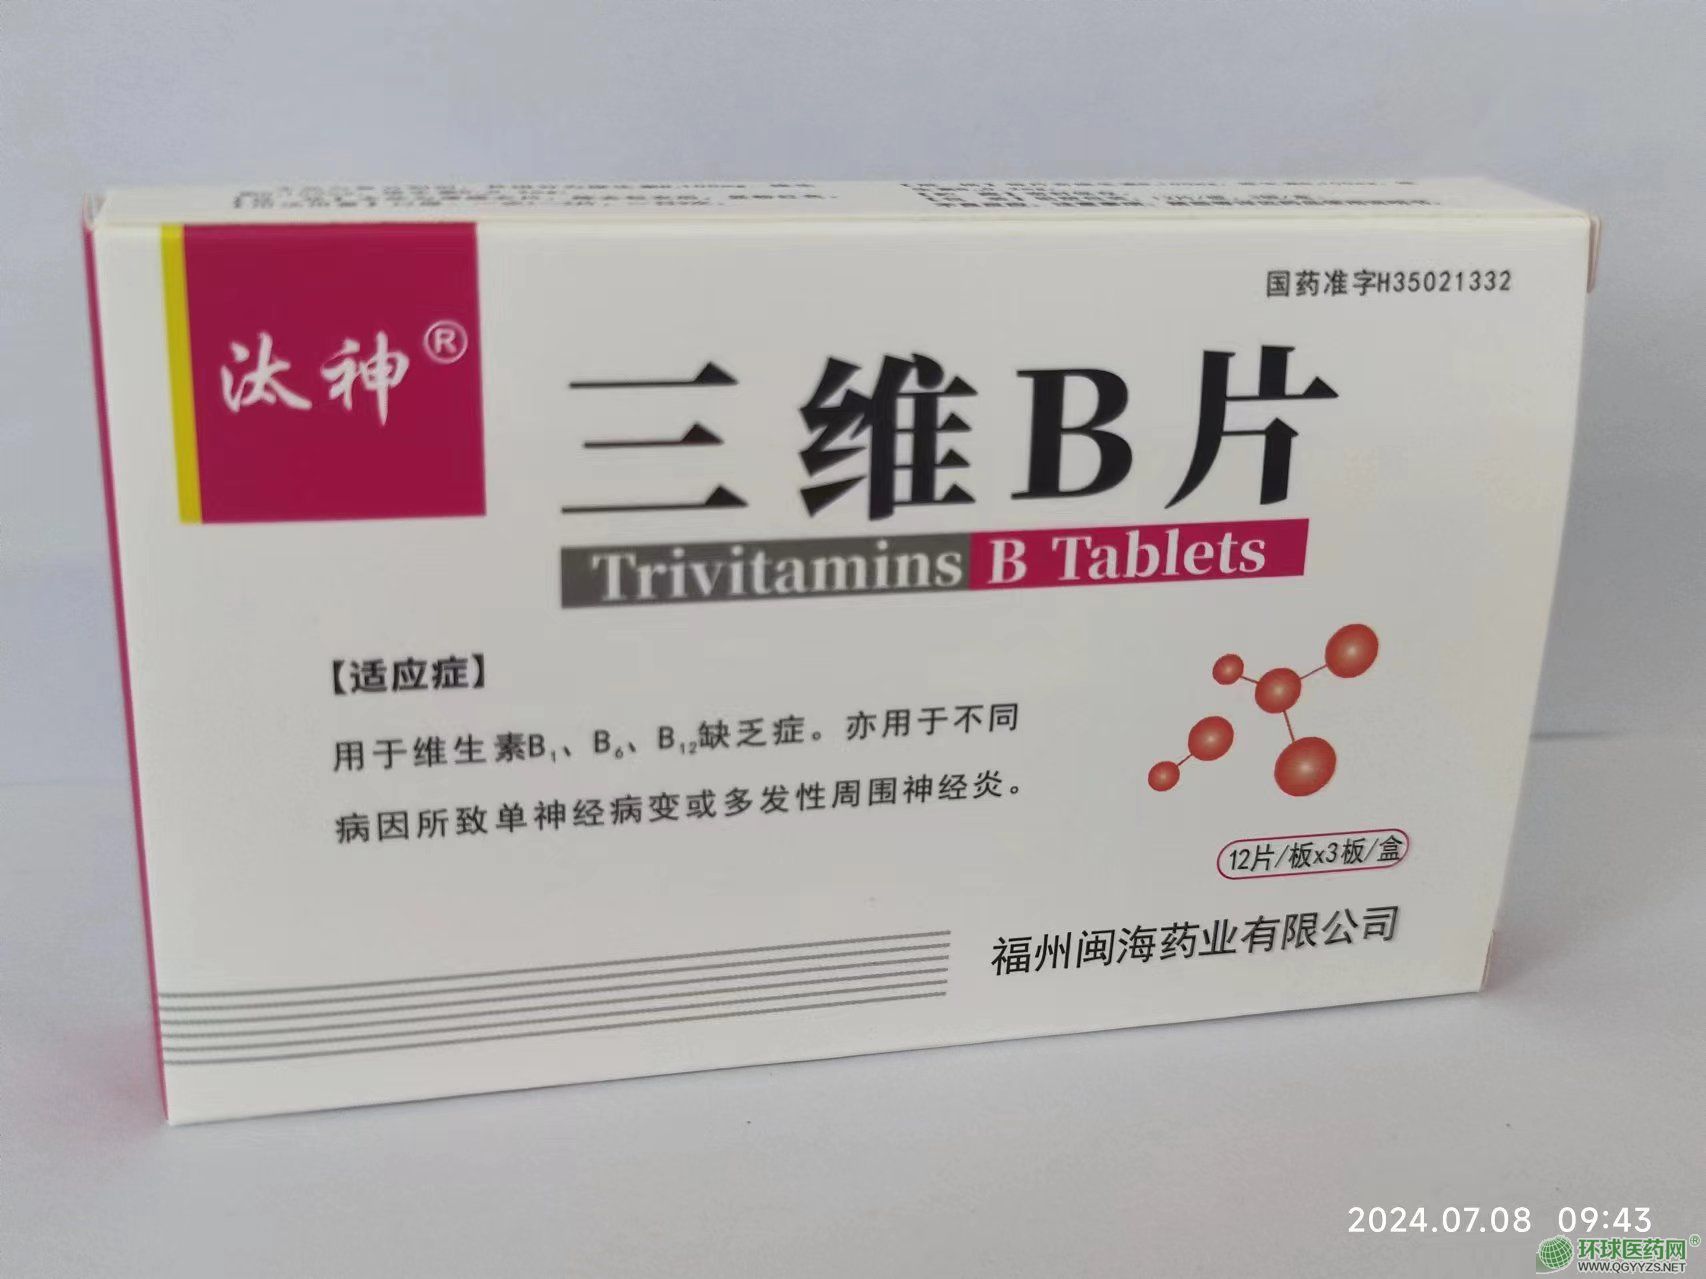 国药准字H35021332
汰神®
三维B片
Trivitamins B Tablets
【适应症】
用于维生素B₁、B₆、B₁₂缺乏症。亦用于不同
病因所致单神经病变或多发性周围神经炎。
12片/板x3板/盒
福州闽海药业有限公司
2024.07.08 09:43
环球医药网®
WWW.QGYYZS.NET